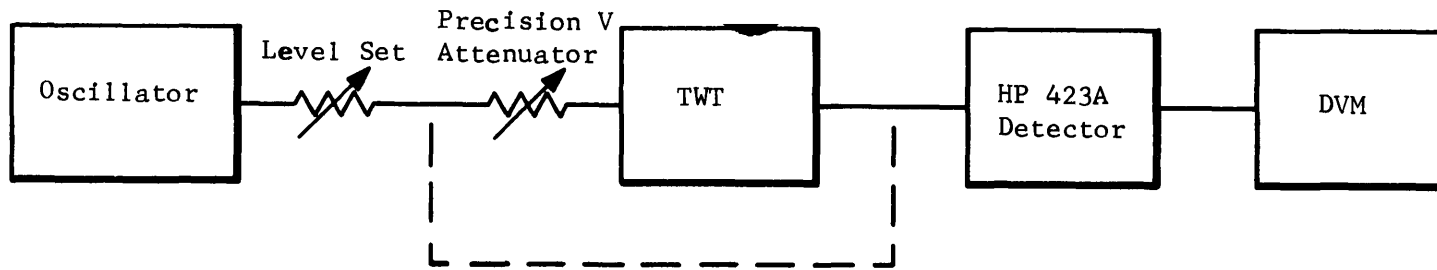 Precision V
Level Set
Attenuator
Oscillator
TWT
HP 423A
Detector
DVM